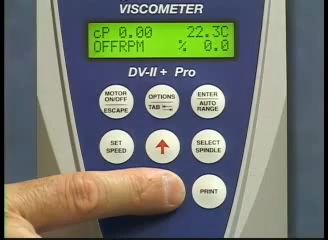 VISCOMETER
cP 0.00 22.3C
OFFRPM % 0.0
DV-II+ Pro
MOTOR
ON/OFF
ESCAPE
OPTIONS
TAB
ENTER
AUTO
RANGE
SET
SPEED
SELECT
SPINDLE
PRINT